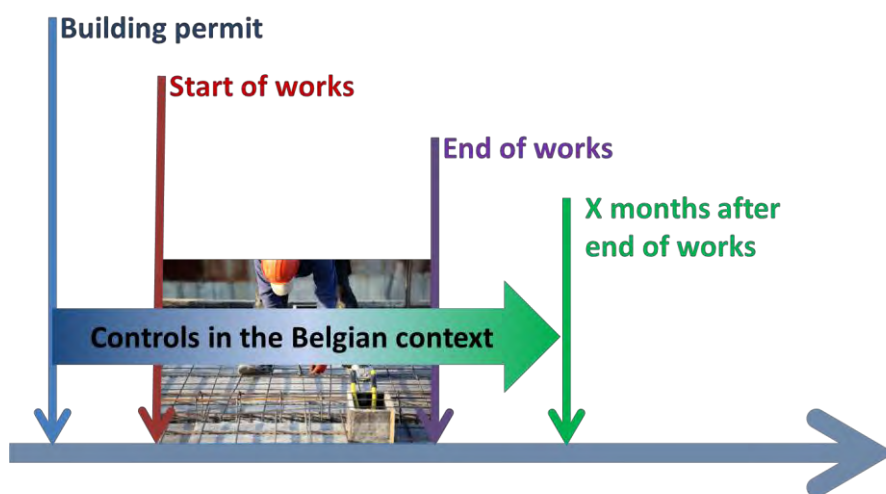 Building permit
Start of works
End of works
X months after
end of works
Controls in the Belgian context